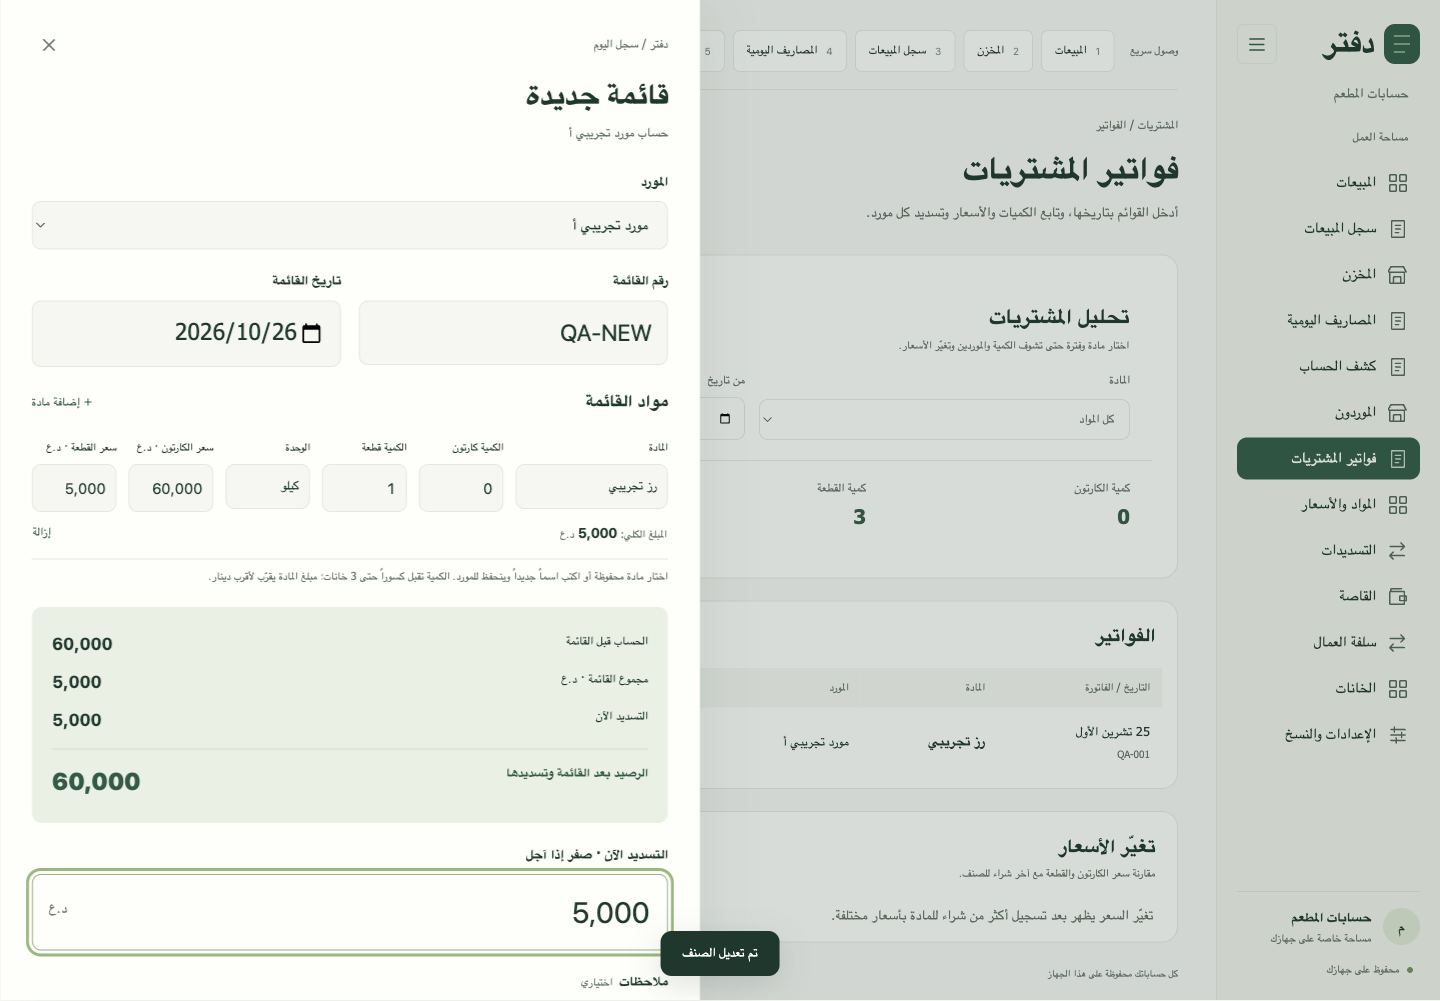 دفتر
حسابات المطعم
مساحة العمل
المبيعات
سجل المبيعات
المخزن
المصاريف اليومية
كشف الحساب
الموردون
فواتير المشتريات
المواد والأسعار
التسديدات
القاصة
سلفة العمال
الخانات
الإعدادات والنسخ
م
حسابات المطعم
مساحة خاصة على جهازك
محفوظ على جهازك
وصول سريع
1 المبيعات
2 المخزن
3 سجل المبيعات
4 المصاريف اليومية
5
المشتريات / الفواتير
فواتير المشتريات
أدخل القوائم بتاريخها، وتابع الكميات والأسعار وتسديد كل مورد.
تحليل المشتريات
اختار مادة وفترة حتى تشوف الكمية والموردين وتغيّر الأسعار.
المادة
من تاريخ
كل المواد
كمية الكارتون
كمية القطعة
0
3
الفواتير
التاريخ / الفاتورة
المادة
المورد
25 تشرين الأول
QA-001
رز تجريبي
مورد تجريبي أ
تغيّر الأسعار
مقارنة سعر الكارتون والقطعة مع اخر شراء للصنف.
تغيّر السعر يظهر بعد تسجيل أكثر من شراء للمادة بأسعار مختلفة.
كل حساباتك محفوظة على هذا الجهاز
دفتر / سجل اليوم
قائمة جديدة
حساب مورد تجريبي أ
المورد
مورد تجريبي أ
رقم القائمة
تاريخ القائمة
QA-NEW
2026/10/26
مواد القائمة
+ إضافة مادة
المادة
الكمية كارتون
الكمية قطعة
الوحدة
سعر الكارتون · د.ع
سعر القطعة · د.ع
رز تجريبي
0
1
كيلو
60,000
5,000
المبلغ الكلي: 5,000 د.ع
إزالة
اختار مادة محفوظة أو اكتب اسماً جديداً وينحفظ للمورد. الكمية تقبل كسوراً حتى 3 خانات؛ مبلغ المادة يقرّب لأقرب دينار.
الحساب قبل القائمة
60,000
مجموع القائمة · د.ع
5,000
التسديد الآن
5,000
الرصيد بعد القائمة وتسديدها
60,000
التسديد الآن · صفر إذا آجل
5,000
د.ع
تم تعديل الصنف
ملاحظات اختياري